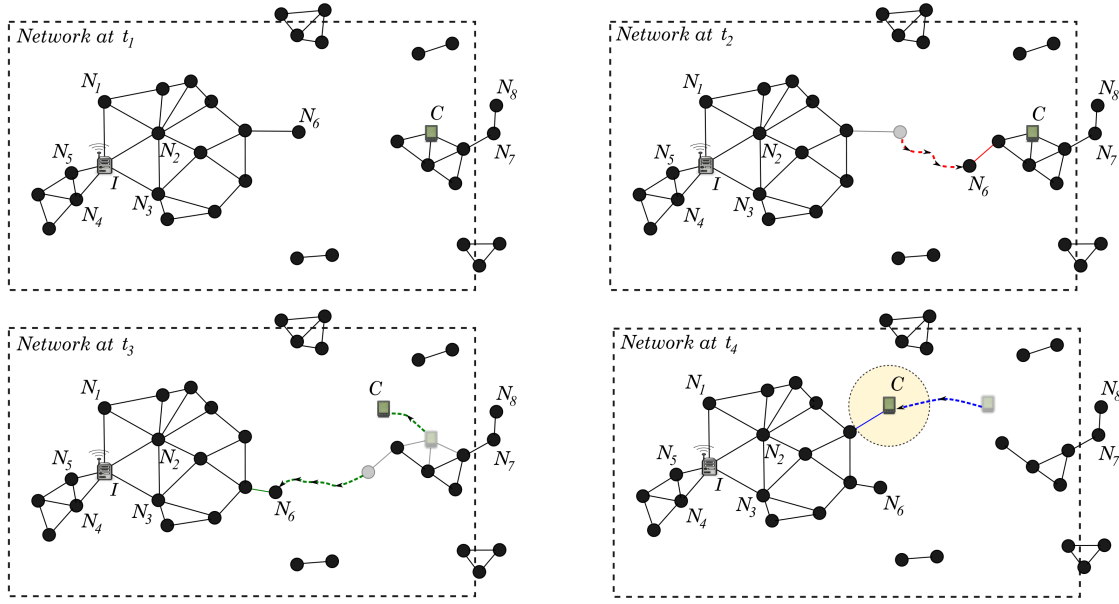 Network at t1
N1
N2
N3
N4
N5
I
N6
C
N7
N8
Network at t2
N1
N2
N3
N4
N5
I
N6
C
N7
N8
Network at t3
N1
N2
N3
N4
N5
I
N6
C
N7
N8
Network at t4
N1
N2
N3
N4
N5
I
N6
C
N7
N8